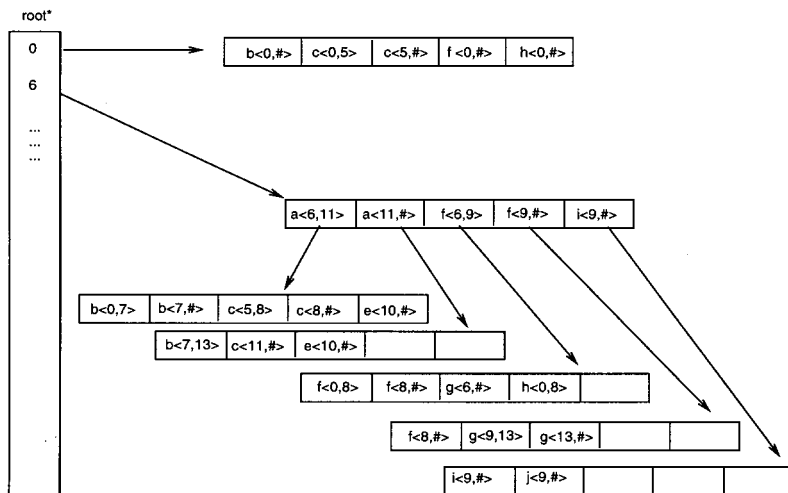 root*
0
b<0,#> c<0,5> c<5,#> f<0,#> h<0,#>
6
...
...
...
a<6,11> a<11,#> f<6,9> f<9,#> i<9,#>
b<0,7> b<7,#> c<5,8> c<8,#> e<10,#>
b<7,13> c<11,#> e<10,#>
f<0,8> f<8,#> g<6,#> h<0,8>
f<8,#> g<9,13> g<13,#>
i<9,#> j<9,#>